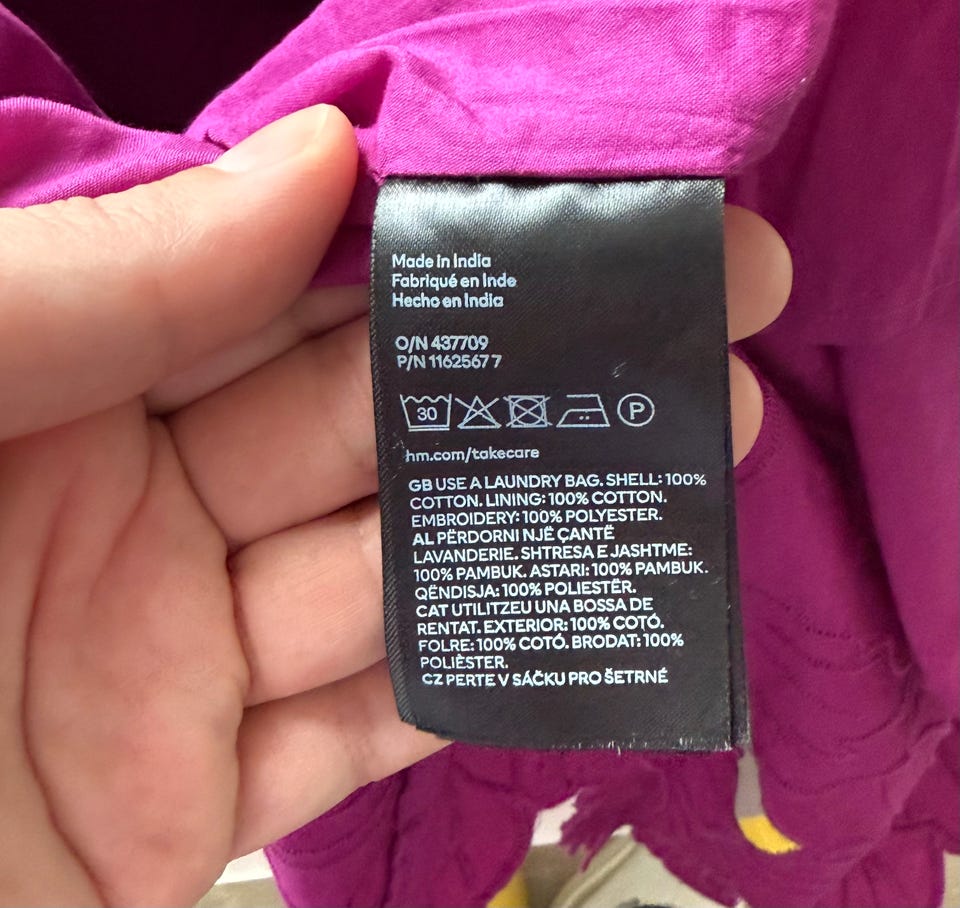 Made in India
Fabriqué en Inde
Hecho en India
O/N 437709
P/N 1162567 7
30
P
hm.com/takecare
GB USE A LAUNDRY BAG. SHELL: 100%
COTTON. LINING: 100% COTTON.
EMBROIDERY: 100% POLYESTER.
AL PËRDORNI NJË ÇANTË
LAVANDERIE. SHTRESA E JASHTME:
100% PAMBUK. ASTARI: 100% PAMBUK.
QËNDISJA: 100% POLIESTËR.
CAT UTILITZEU UNA BOSSA DE
RENTAT. EXTERIOR: 100% COTÓ.
FOLRE: 100% COTÓ. BRODAT: 100%
POLIÈSTER.
CZ PERTE V SÁČKU PRO ŠETRNÉ